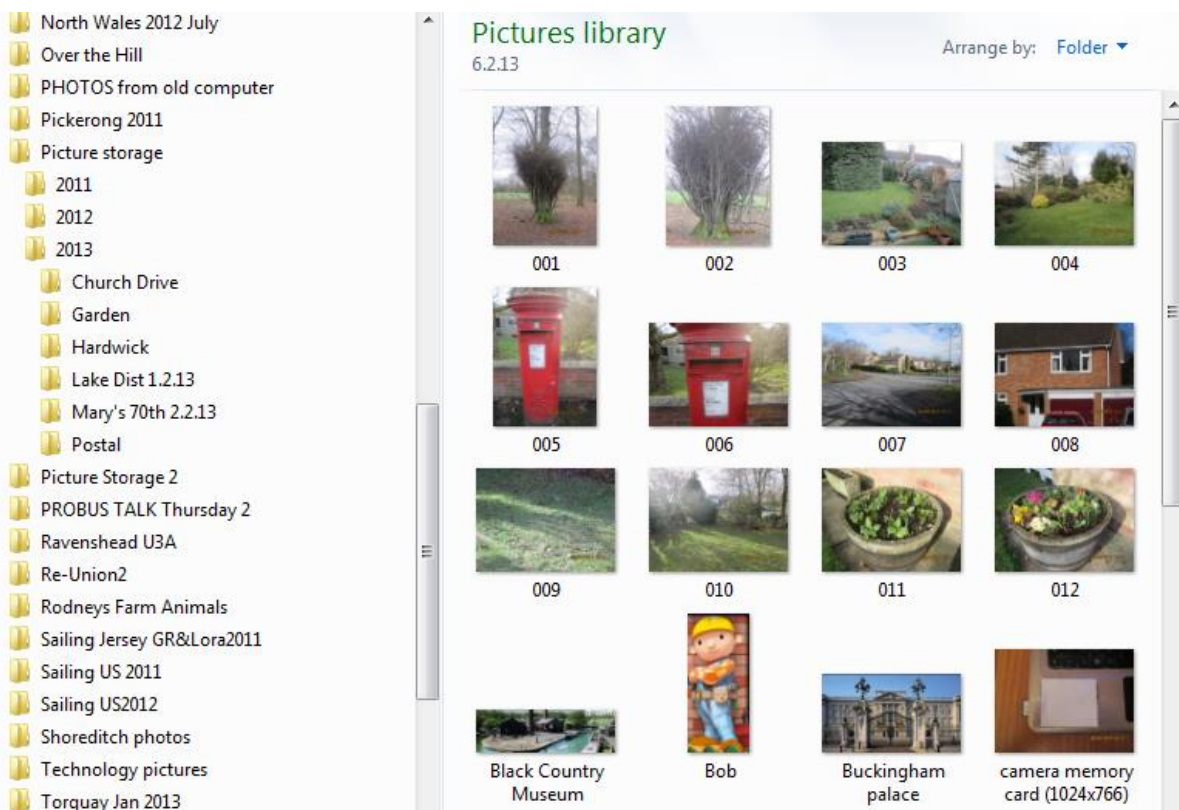 North Wales 2012 July
Over the Hill
PHOTOS from old computer
Pickerong 2011
Picture storage
2011
2012
2013
Church Drive
Garden
Hardwick
Lake Dist 1.2.13
Mary's 70th 2.2.13
Postal
Picture Storage 2
PROBUS TALK Thursday 2
Ravenshead U3A
Re-Union2
Rodneys Farm Animals
Sailing Jersey GR&Lora2011
Sailing US 2011
Sailing US2012
Shoreditch photos
Technology pictures
Torquay Jan 2013
Pictures library
6.2.13
Arrange by: Folder
001 002 003 004
005 006 007 008
009 010 011 012
Black Country
Museum
Bob
Buckingham
palace
camera memory
card (1024x766)